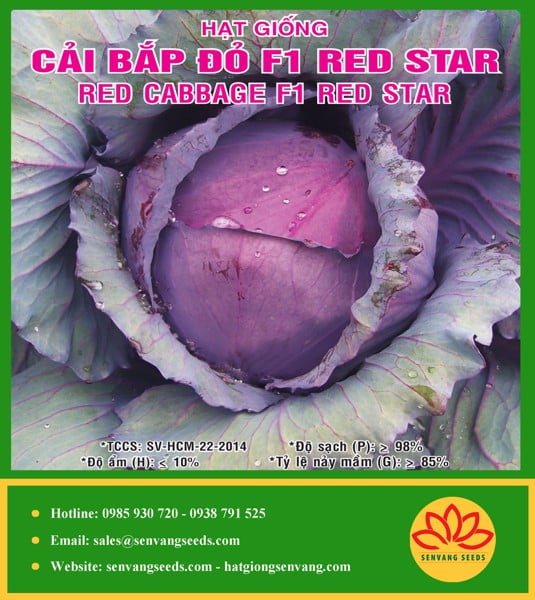 HẠT GIỐNG
CẢI BẮP ĐỎ F1 RED STAR
RED CABBAGE F1 RED STAR
*TCCS: SV-HCM-22-2014 *Độ sạch (P): ≥ 98%
*Độ ẩm (H): ≤ 10% *Tỷ lệ nảy mầm (G): ≥ 85%
Hotline: 0985 930 720 - 0938 791 525
Email: sales@senvangseeds.com
Website: senvangseeds.com - hatgiongsenvang.com
SENVANG SEEDS